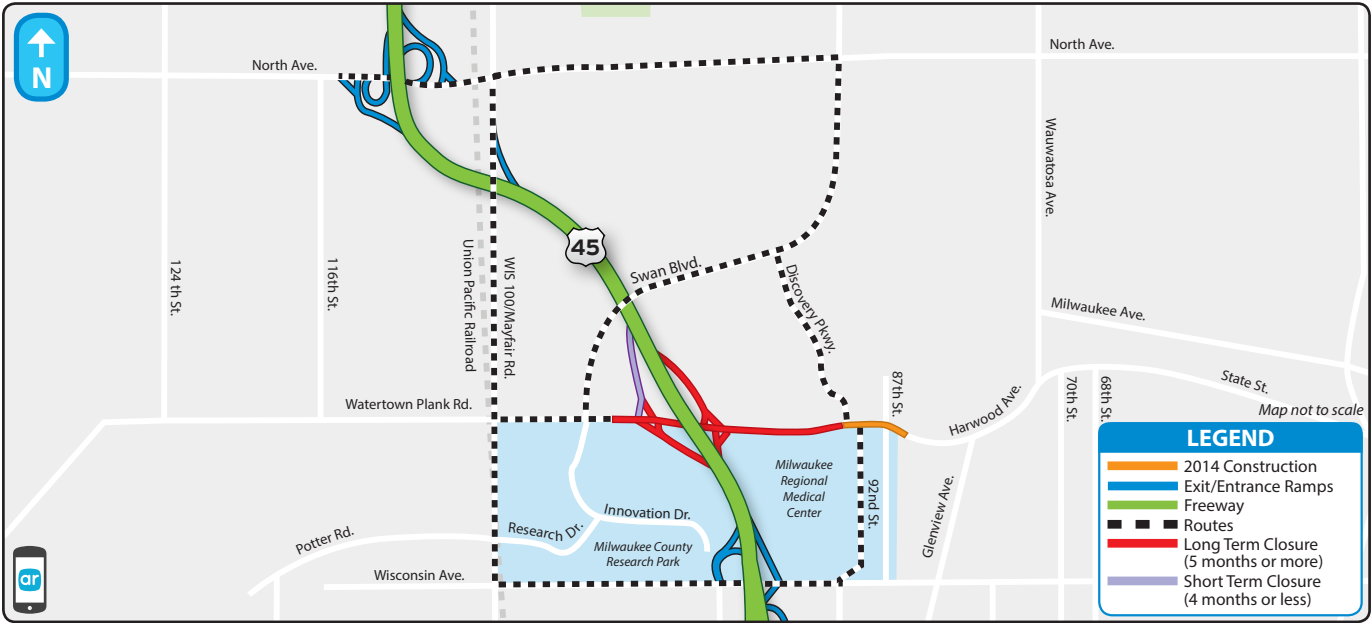 N
North Ave.
North Ave.
Wauwatosa Ave.
45
Swan Blvd.
124 th St.
116th St.
Union Pacific Railroad
WIS 100/Mayfair Rd.
Discovery Pkwy.
Milwaukee Ave.
87th St.
70th St.
68th St.
State St.
Harwood Ave.
Watertown Plank Rd.
Map not to scale
LEGEND
2014 Construction
Exit/Entrance Ramps
Freeway
Routes
Long Term Closure
(5 months or more)
Short Term Closure
(4 months or less)
Milwaukee
Regional
Medical
Center
92nd St.
Glenview Ave.
Innovation Dr.
Research Dr.
Milwaukee County
Research Park
Potter Rd.
Wisconsin Ave.
ar